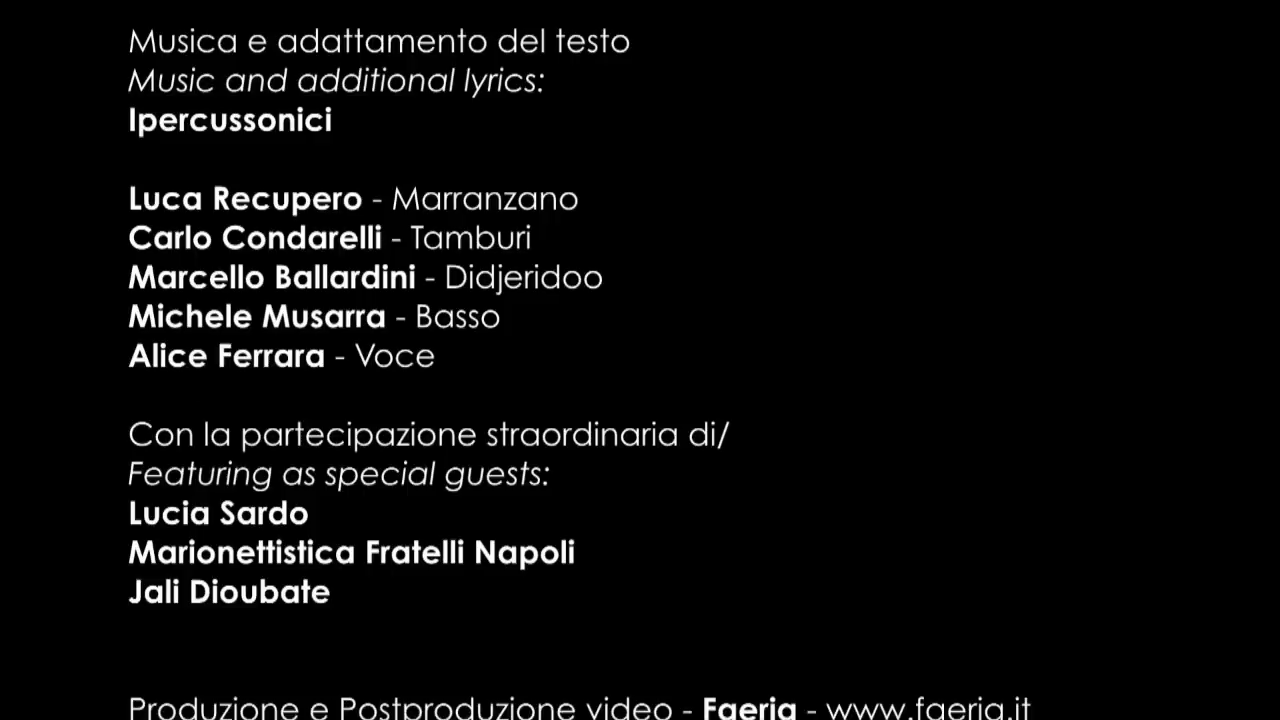 Musica e adattamento del testo
Music and additional lyrics:
Ipercussonici
Luca Recupero - Marranzano
Carlo Condarelli - Tamburi
Marcello Ballardini - Didjeridoo
Michele Musarra - Basso
Alice Ferrara - Voce
Con la partecipazione straordinaria di/
Featuring as special guests:
Lucia Sardo
Marionettistica Fratelli Napoli
Jali Dioubate
Produzione e Postproduzione video - Faeria - www.faeria.it